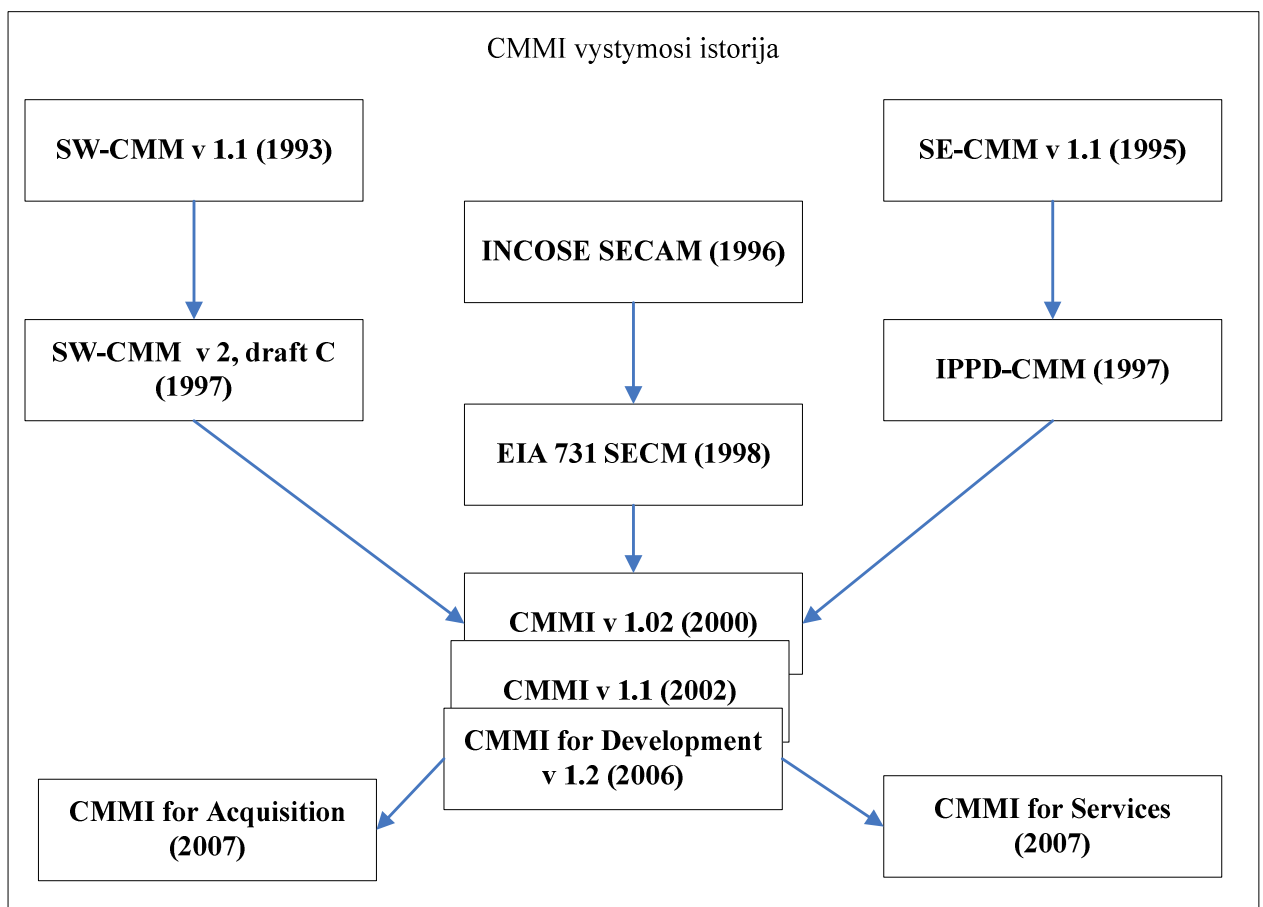 CMMI vystymosi istorija
SW-CMM v 1.1 (1993)
SE-CMM v 1.1 (1995)
INCOSE SECAM (1996)
SW-CMM v 2, draft C
(1997)
IPPD-CMM (1997)
EIA 731 SECM (1998)
CMMI v 1.02 (2000)
CMMI v 1.1 (2002)
CMMI for Development
v 1.2 (2006)
CMMI for Acquisition
(2007)
CMMI for Services
(2007)